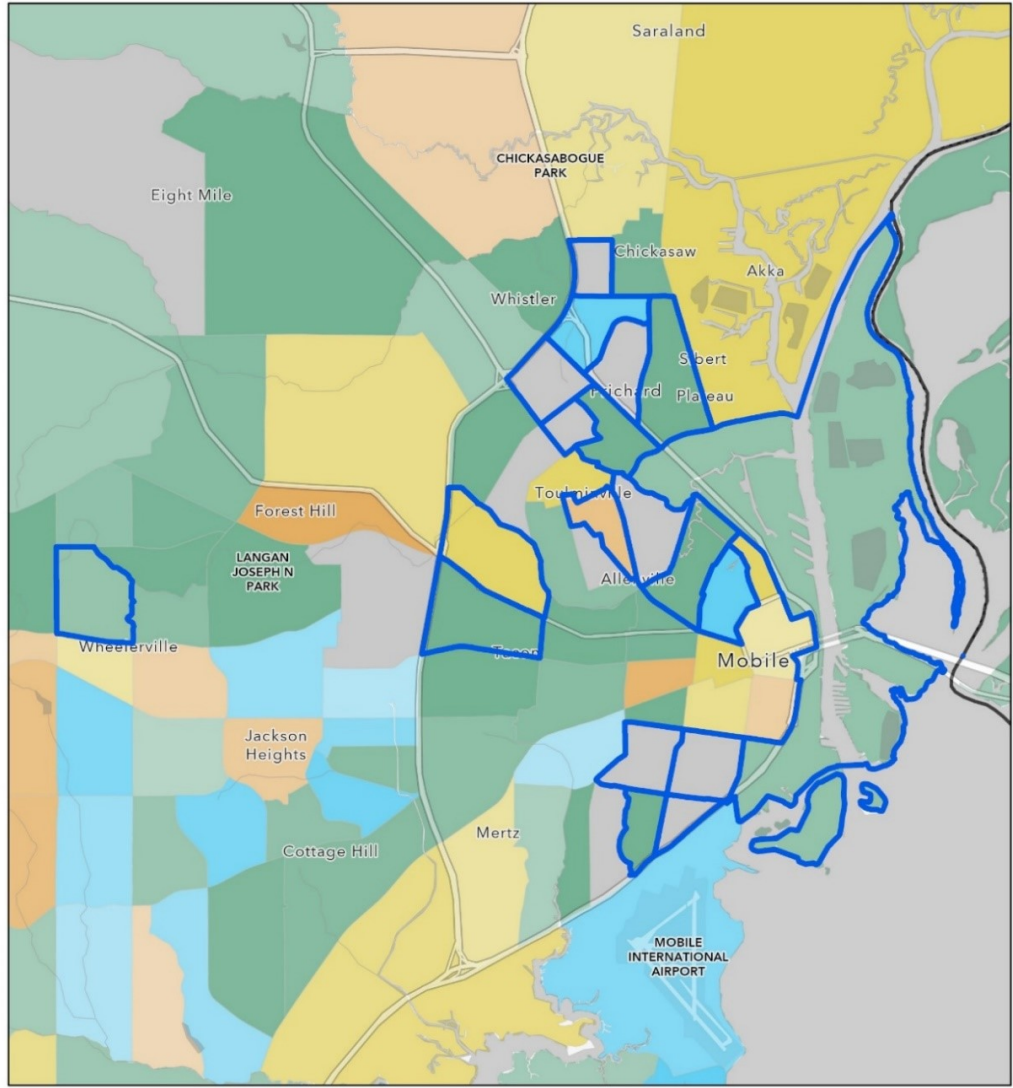 Saraland
CHICKASABOGUE
PARK
Eight Mile
Chickasaw
Akka
Whistler
Sibert
Prichard
Plateau
Toulminville
Forest Hill
LANGAN
JOSEPH N
PARK
Allenville
Wheelerville
Mobile
Jackson
Heights
Mertz
Cottage Hill
MOBILE
INTERNATIONAL
AIRPORT